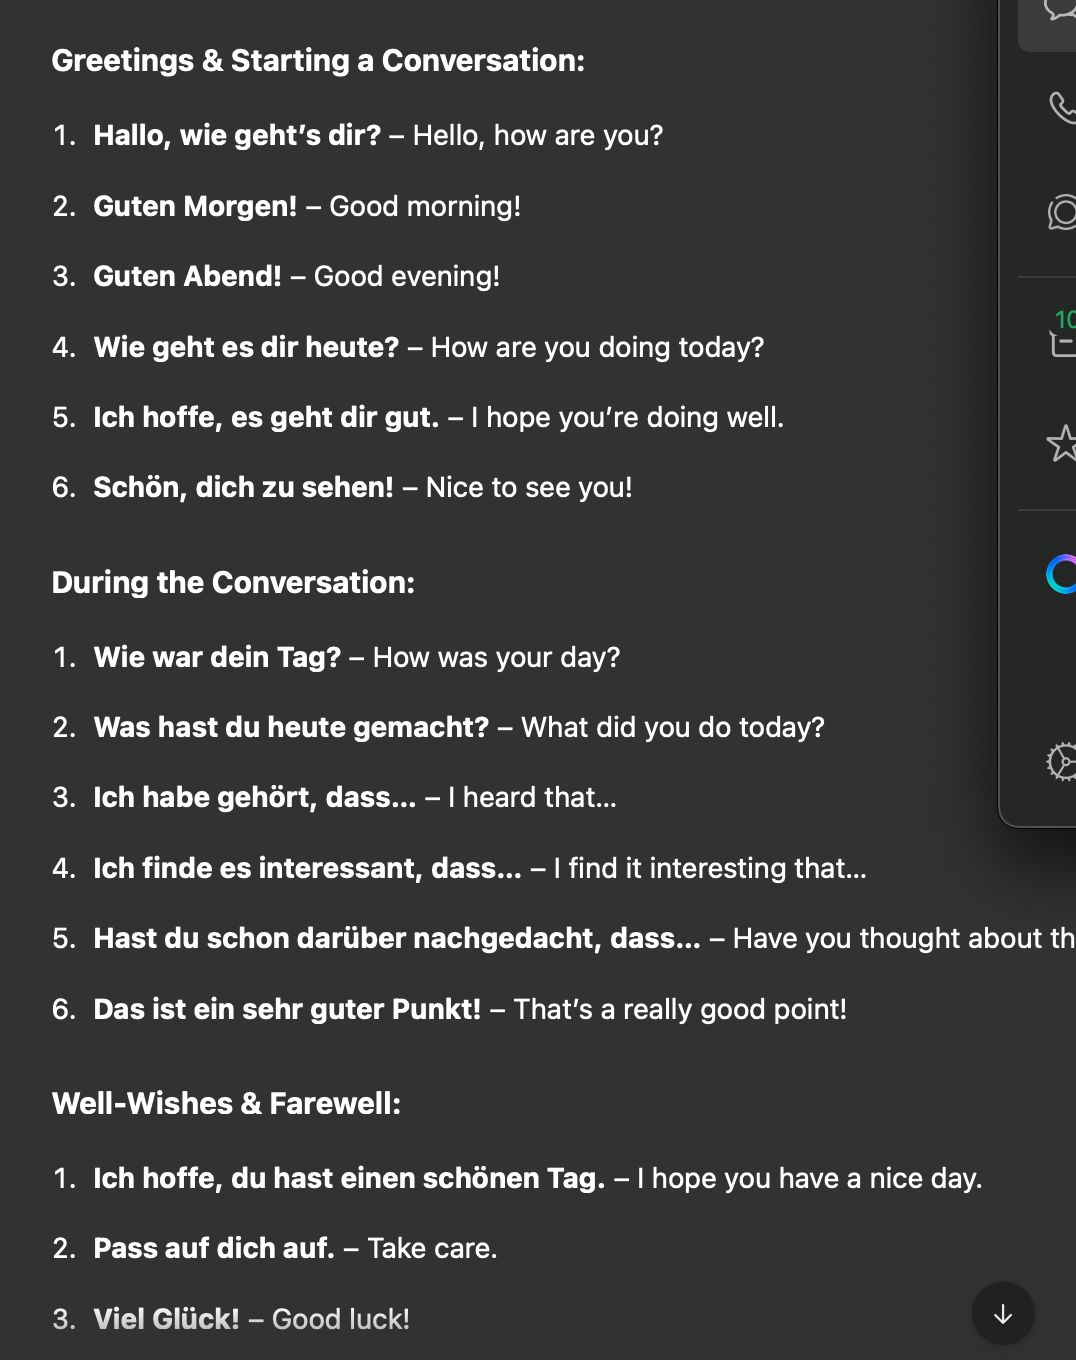 Greetings & Starting a Conversation:
1. Hallo, wie geht’s dir? – Hello, how are you?
2. Guten Morgen! – Good morning!
3. Guten Abend! – Good evening!
4. Wie geht es dir heute? – How are you doing today?
5. Ich hoffe, es geht dir gut. – I hope you’re doing well.
6. Schön, dich zu sehen! – Nice to see you!
During the Conversation:
1. Wie war dein Tag? – How was your day?
2. Was hast du heute gemacht? – What did you do today?
3. Ich habe gehört, dass… – I heard that…
4. Ich finde es interessant, dass… – I find it interesting that…
5. Hast du schon darüber nachgedacht, dass… – Have you thought about
6. Das ist ein sehr guter Punkt! – That’s a really good point!
Well-Wishes & Farewell:
1. Ich hoffe, du hast einen schönen Tag. – I hope you have a nice day.
2. Pass auf dich auf. – Take care.
3. Viel Glück! – Good luck!